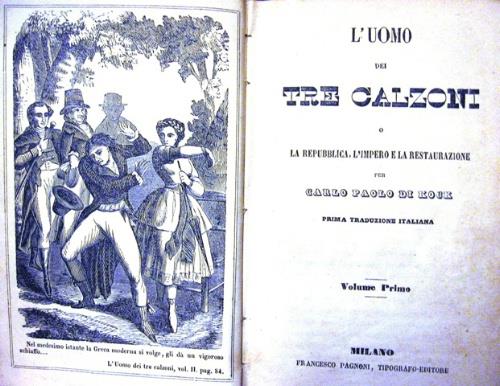 Nel medesimo istante la Greca moderna si volge, gli dà un vigoroso
schiaffo...
L'Uomo dei tre calzoni, vol. II. pag. 84.
L'UOMO
DEI
TRE CALZONI
O
LA REPUBBLICA, L'IMPERO E LA RESTAURAZIONE
PER
CARLO PAOLO DI KOCK
PRIMA TRADUZIONE ITALIANA
Volume Primo
MILANO
FRANCESCO PAGNONI, TIPOGRAFO-EDITORE